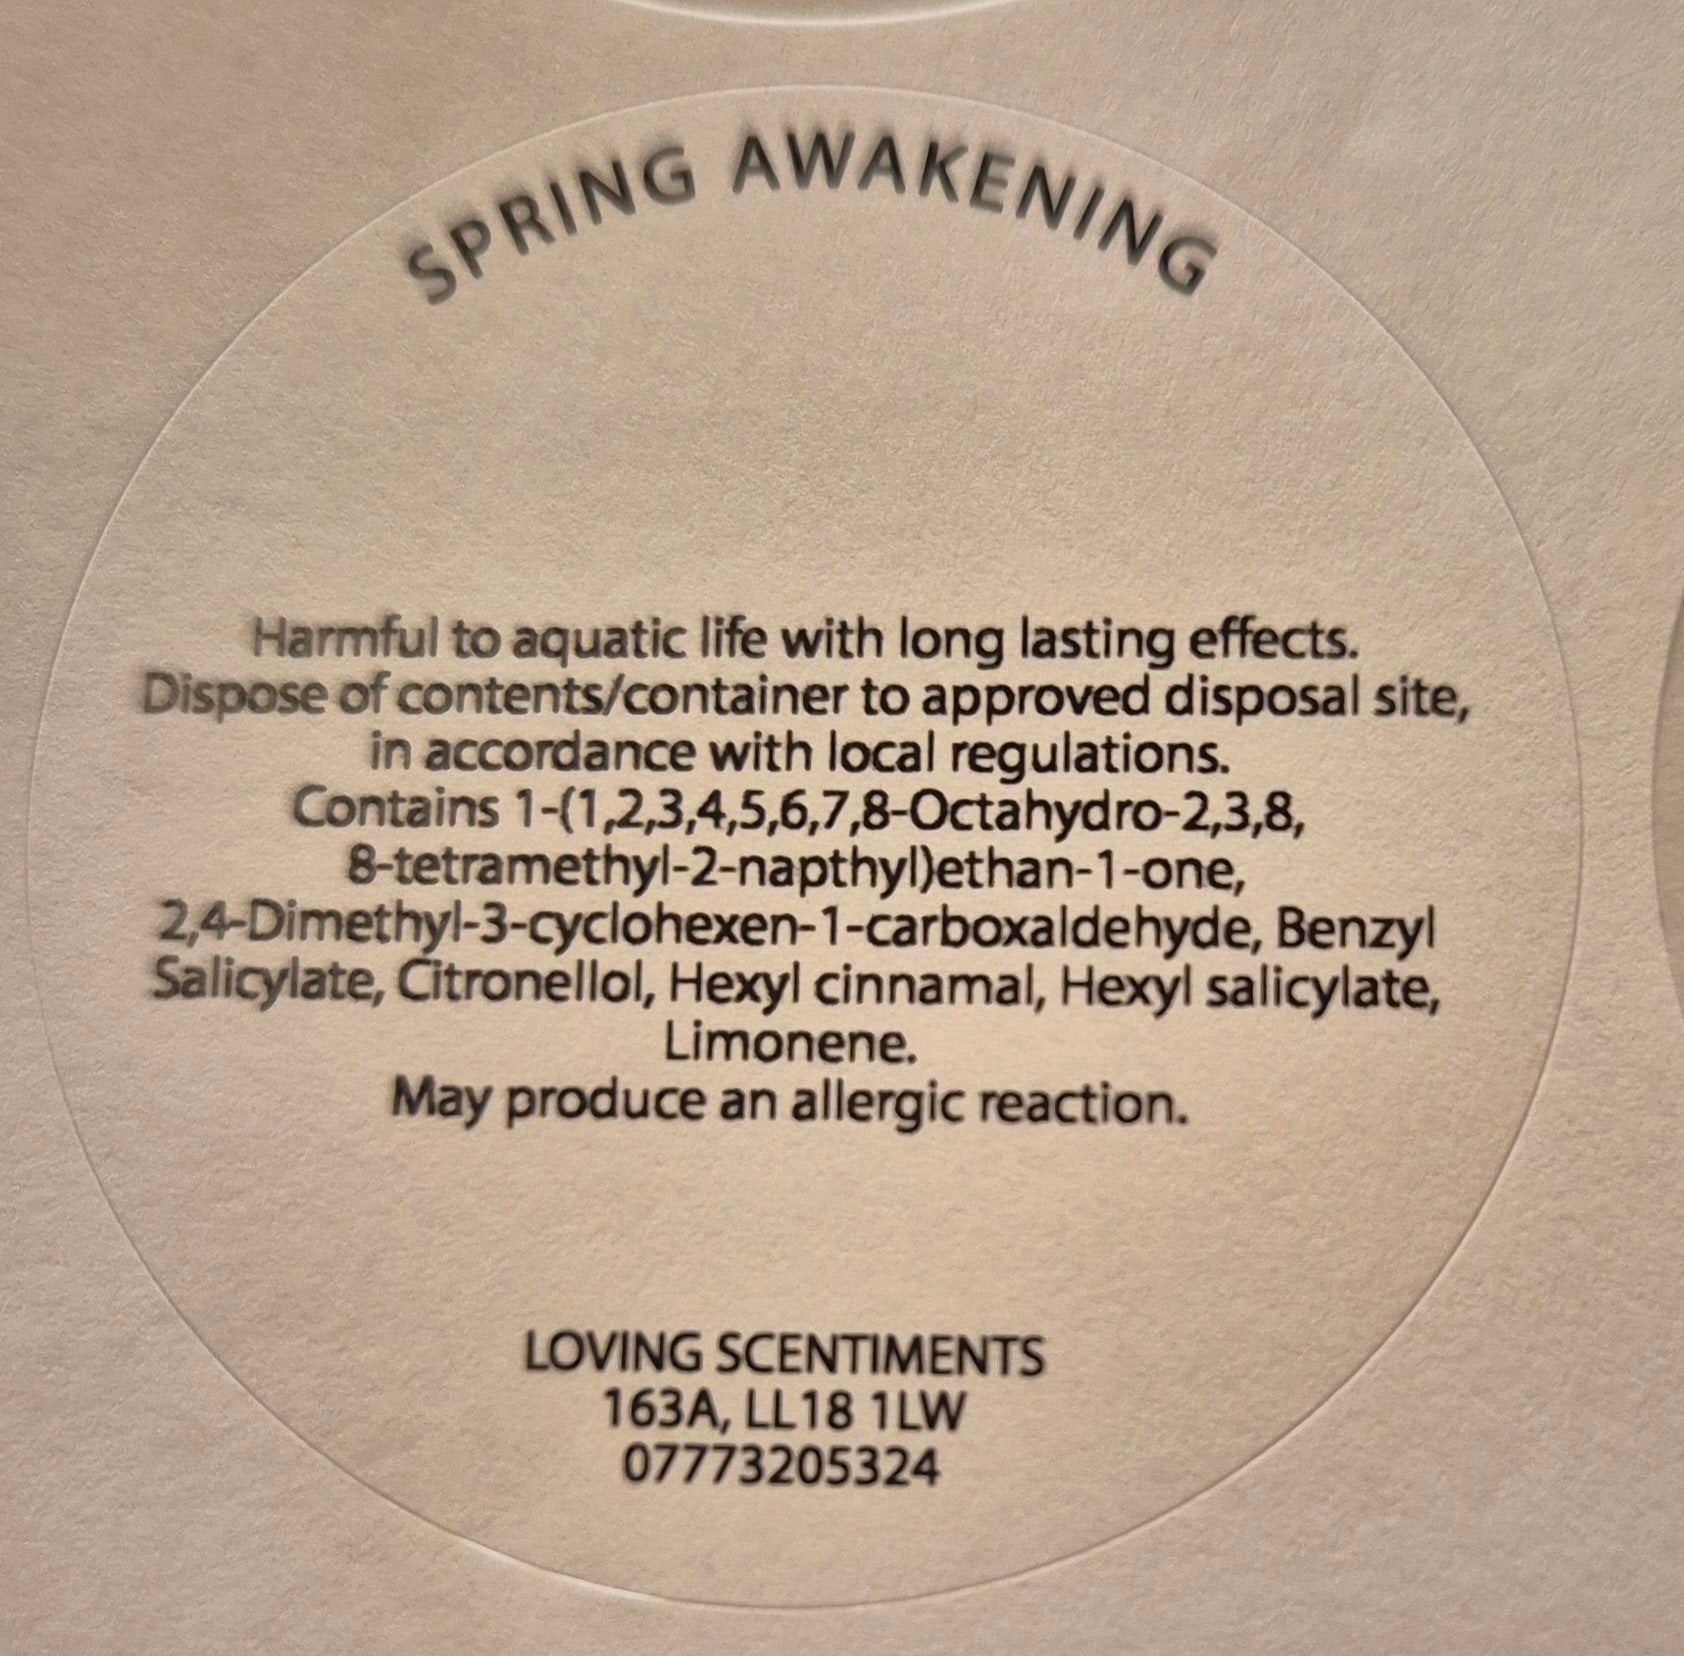 SPRING AWAKENING
Harmful to aquatic life with long lasting effects.
Dispose of contents/container to approved disposal site,
in accordance with local regulations.
Contains 1-(1,2,3,4,5,6,7,8-Octahydro-2,3,8,
8-tetramethyl-2-napthyl)ethan-1-one,
2,4-Dimethyl-3-cyclohexen-1-carboxaldehyde, Benzyl
Salicylate, Citronellol, Hexyl cinnamal, Hexyl salicylate,
Limonene.
May produce an allergic reaction.
LOVING SCENTIMENTS
163A, LL18 1LW
07773205324